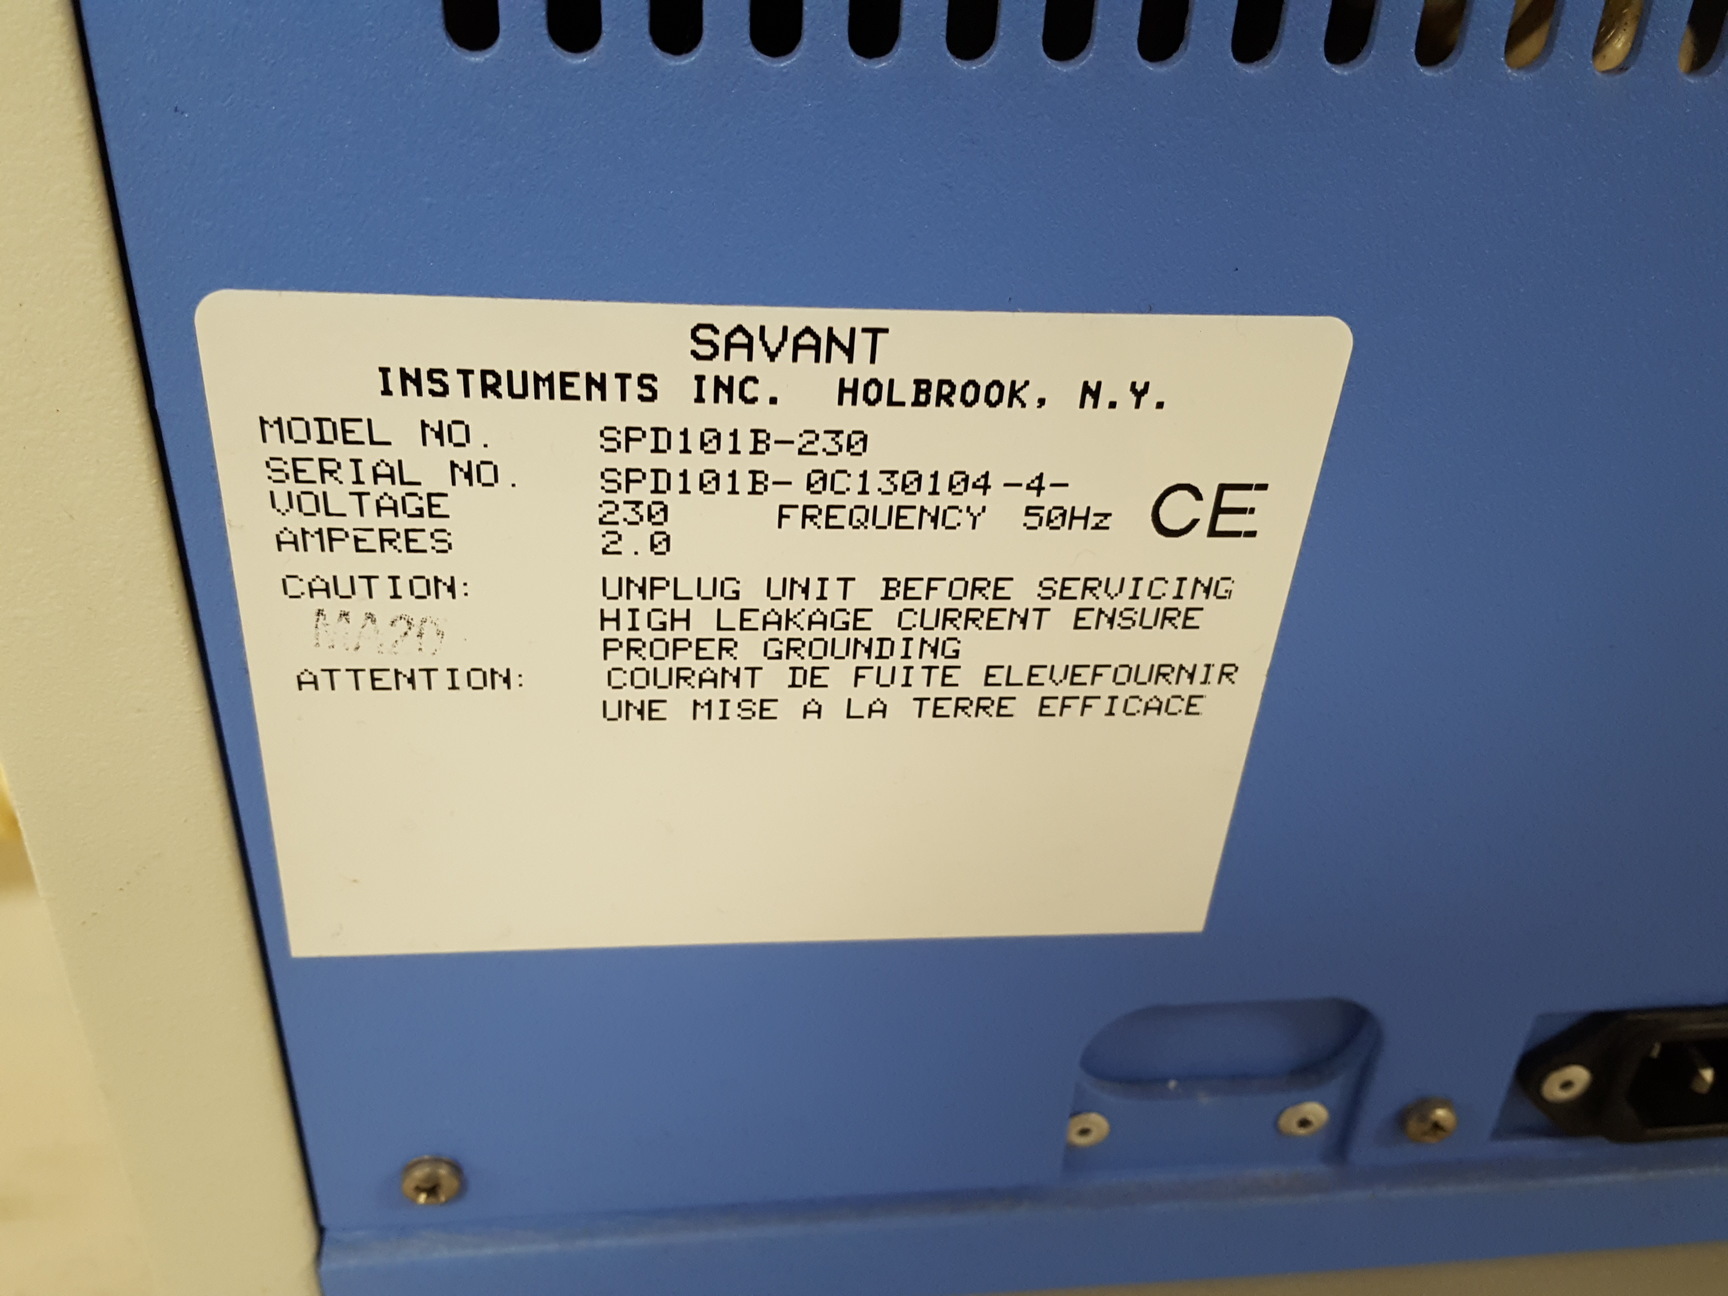 SAVANT
INSTRUMENTS INC. HOLBROOK, N.Y.
MODEL NO. SPD101B-230
SERIAL NO. SPD101B-0C130104-4-
VOLTAGE 230 FREQUENCY 50Hz CE
AMPERES 2.0
CAUTION: UNPLUG UNIT BEFORE SERVICING
HIGH LEAKAGE CURRENT ENSURE
MA20
PROPER GROUNDING
ATTENTION: COURANT DE FUITE ELEVEFOURNIR
UNE MISE A LA TERRE EFFICACE